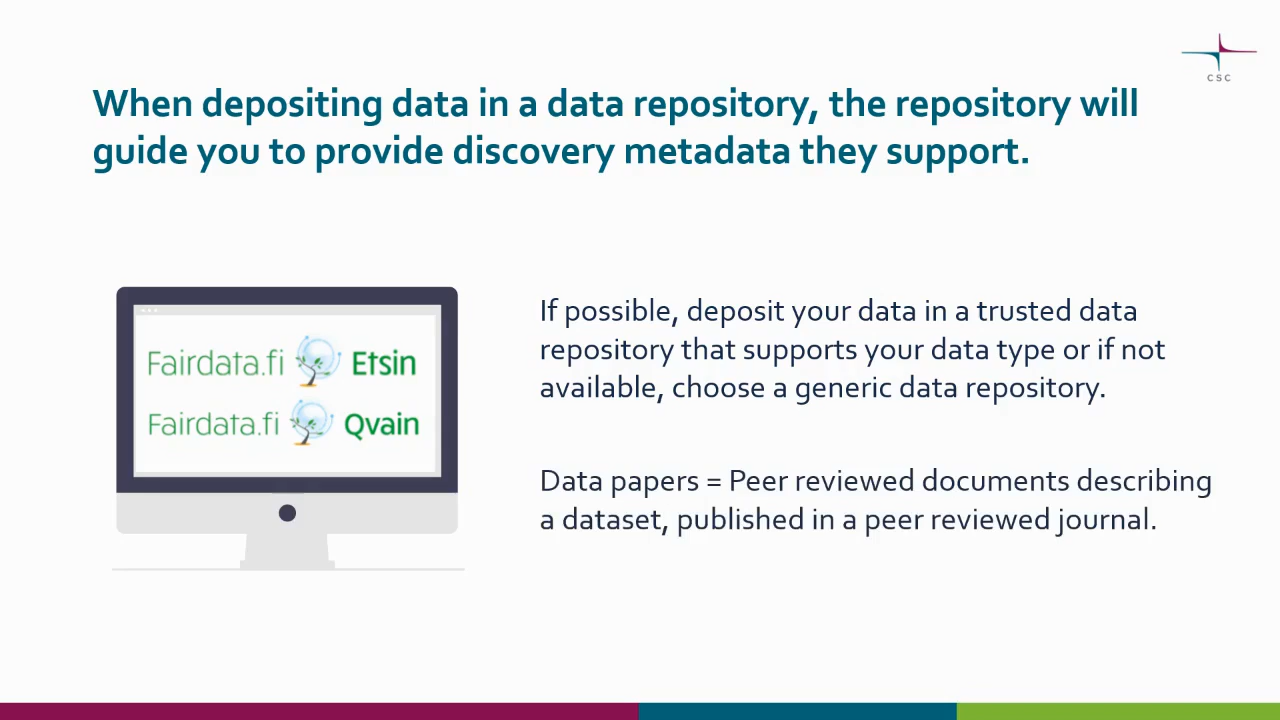 CSC
When depositing data in a data repository, the repository will
guide you to provide discovery metadata they support.
Fairdata.fi Etsin
Fairdata.fi Qvain
If possible, deposit your data in a trusted data
repository that supports your data type or if not
available, choose a generic data repository.
Data papers = Peer reviewed documents describing
a dataset, published in a peer reviewed journal.